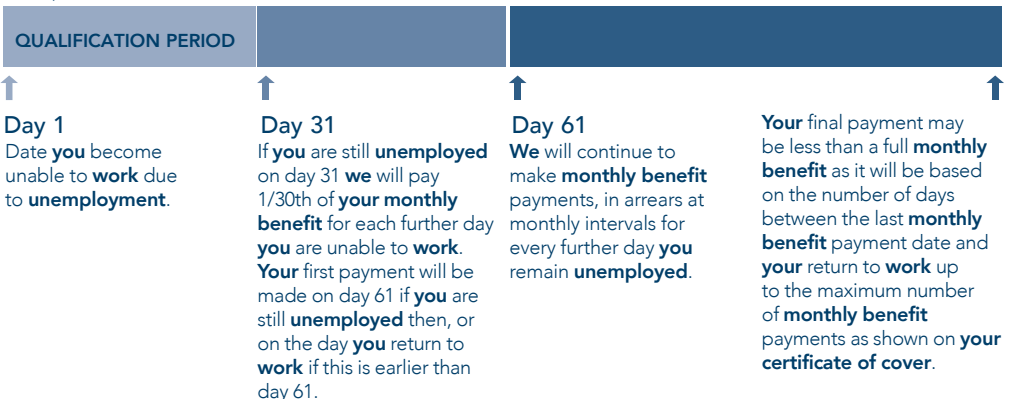 QUALIFICATION PERIOD
Day 1
Date you become
unable to work due
to unemployment.
Day 31
If you are still unemployed
on day 31 we will pay
1/30th of your monthly
benefit for each further day
you are unable to work.
Your first payment will be
made on day 61 if you are
still unemployed then, or
on the day you return to
work if this is earlier than
day 61.
Day 61
We will continue to
make monthly benefit
payments, in arrears at
monthly intervals for
every further day you
remain unemployed.
Your final payment may
be less than a full monthly
benefit as it will be based
on the number of days
between the last monthly
benefit payment date and
your return to work up
to the maximum number
of monthly benefit
payments as shown on your
certificate of cover.